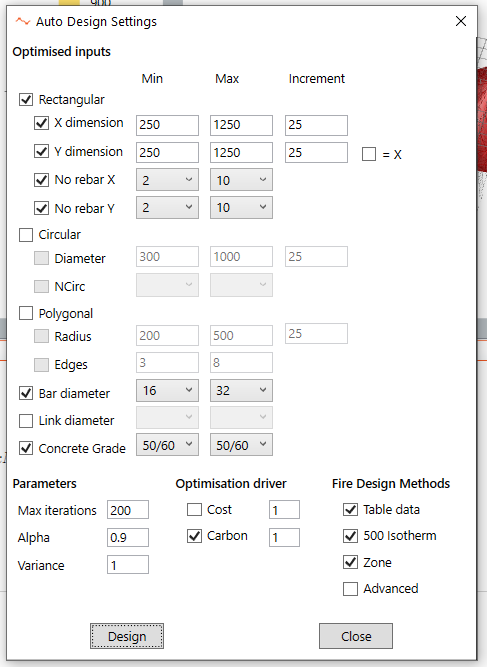 900
Auto Design Settings
Optimised inputs
Min Max Increment
Rectangular
X dimension 250 1250 25
Y dimension 250 1250 25 = X
No rebar X 2 10
No rebar Y 2 10
Circular
Diameter 300 1000 25
NCirc
Polygonal
Radius 200 500 25
Edges 3 8
Bar diameter 16 32
Link diameter
Concrete Grade 50/60 50/60
Parameters Optimisation driver Fire Design Methods
Max iterations 200 Cost 1 Table data
Alpha 0.9 Carbon 1 500 Isotherm
Variance 1 Zone
Advanced
Design Close